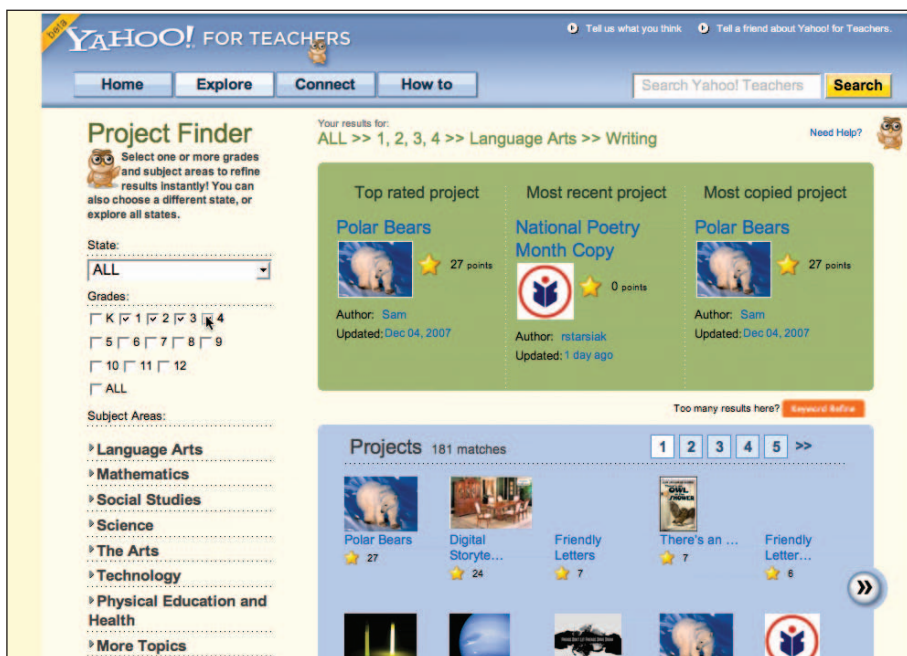 beta
YAHOO! FOR TEACHERS
Tell us what you think
Tell a friend about Yahoo! for Teachers.
Home
Explore
Connect
How to
Search Yahoo! Teachers
Search
Project Finder
Select one or more grades
and subject areas to refine
results instantly! You can
also choose a different state, or
explore all states.
State:
ALL
Grades:
K 1 2 3 4
5 6 7 8 9
10 11 12
ALL
Subject Areas:
Language Arts
Mathematics
Social Studies
Science
The Arts
Technology
Physical Education and
Health
More Topics
Your results for:
ALL >> 1, 2, 3, 4 >> Language Arts >> Writing
Need Help?
Top rated project
Polar Bears
27 points
Author: Sam
Updated: Dec 04, 2007
Most recent project
National Poetry
Month Copy
0 points
Author: rstarsiak
Updated: 1 day ago
Most copied project
Polar Bears
27 points
Author: Sam
Updated: Dec 04, 2007
Too many results here?
Keyword Refine
Projects 181 matches
1 2 3 4 5 >>
Polar Bears
27
Digital
Storyte...
24
Friendly
Letters
7
OWL
There's an ...
7
Friendly
Letter...
6